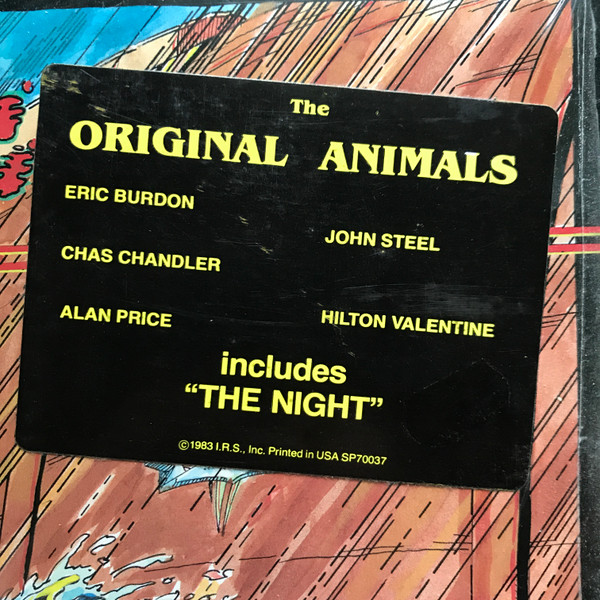 The
ORIGINAL ANIMALS
ERIC BURDON
JOHN STEEL
CHAS CHANDLER
ALAN PRICE
HILTON VALENTINE
includes
“THE NIGHT”
©1983 I.R.S., Inc. Printed in USA SP70037